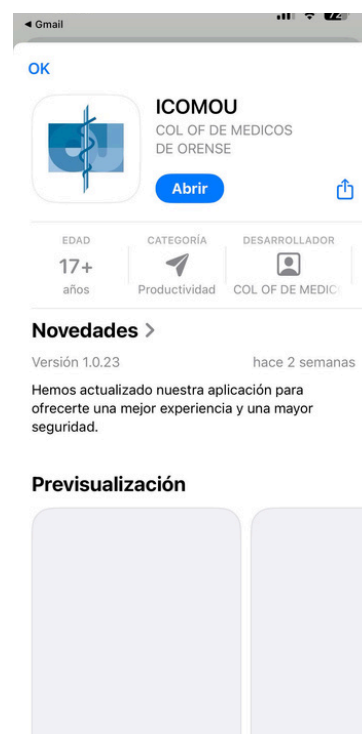 ◀ Gmail
72
OK
ICOMOU
COL OF DE MEDICOS
DE ORENSE
Abrir
EDAD
CATEGORÍA
DESARROLLADOR
17+
años
Productividad
COL OF DE MEDIC
Novedades >
Versión 1.0.23
hace 2 semanas
Hemos actualizado nuestra aplicación para
ofrecerte una mejor experiencia y una mayor
seguridad.
Previsualización